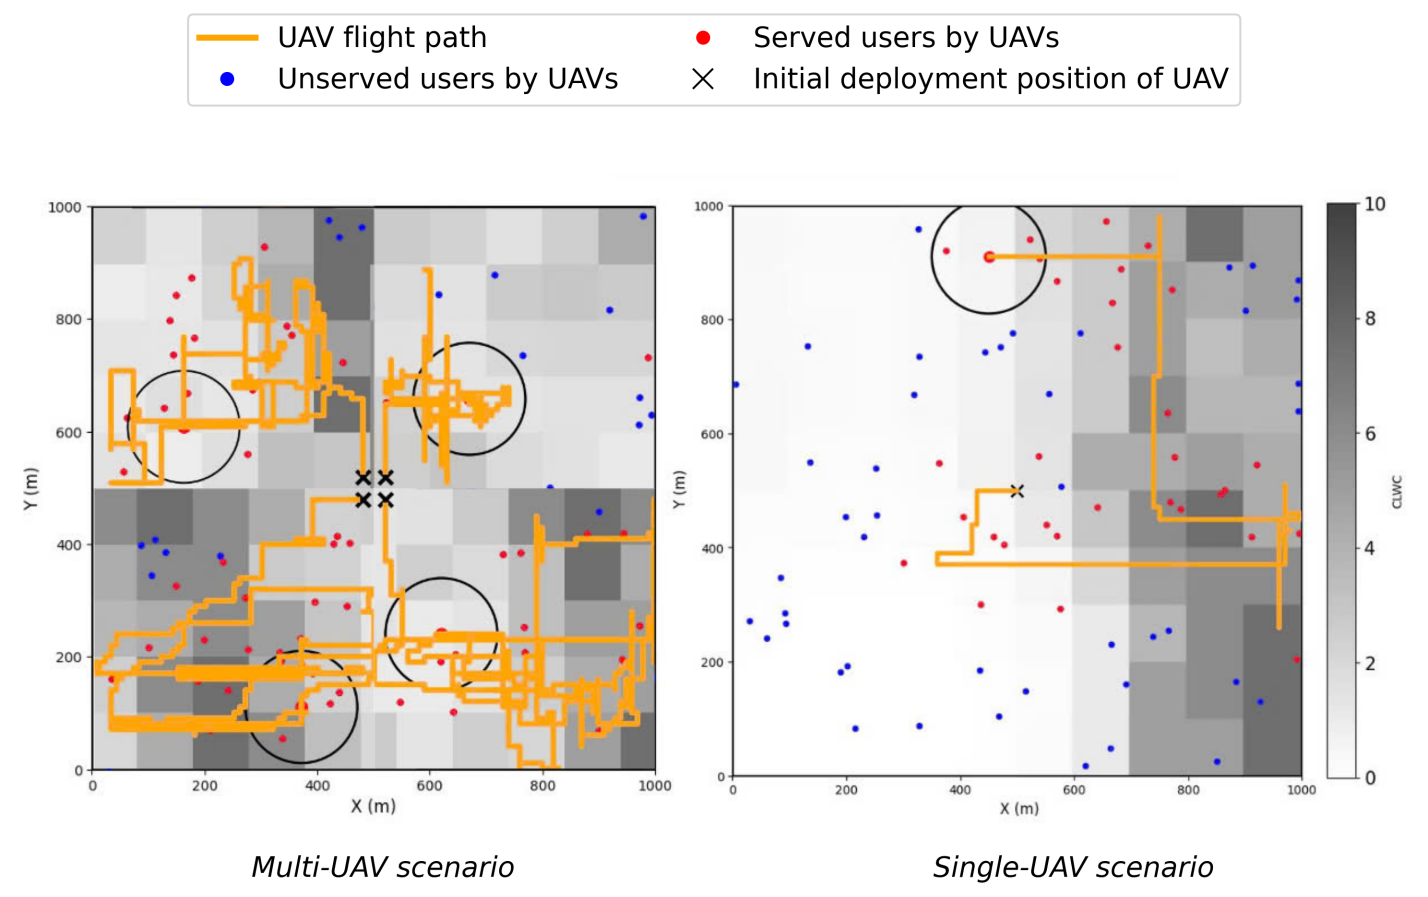 UAV flight path
Served users by UAVs
Unserved users by UAVs
Initial deployment position of UAV
1000
800
600
400
200
0
Y (m)
0
200
400
600
800
1000
X (m)
1000
800
600
400
200
0
Y (m)
0
200
400
600
800
1000
X (m)
10
8
6
4
2
0
CLWC
Multi-UAV scenario
Single-UAV scenario